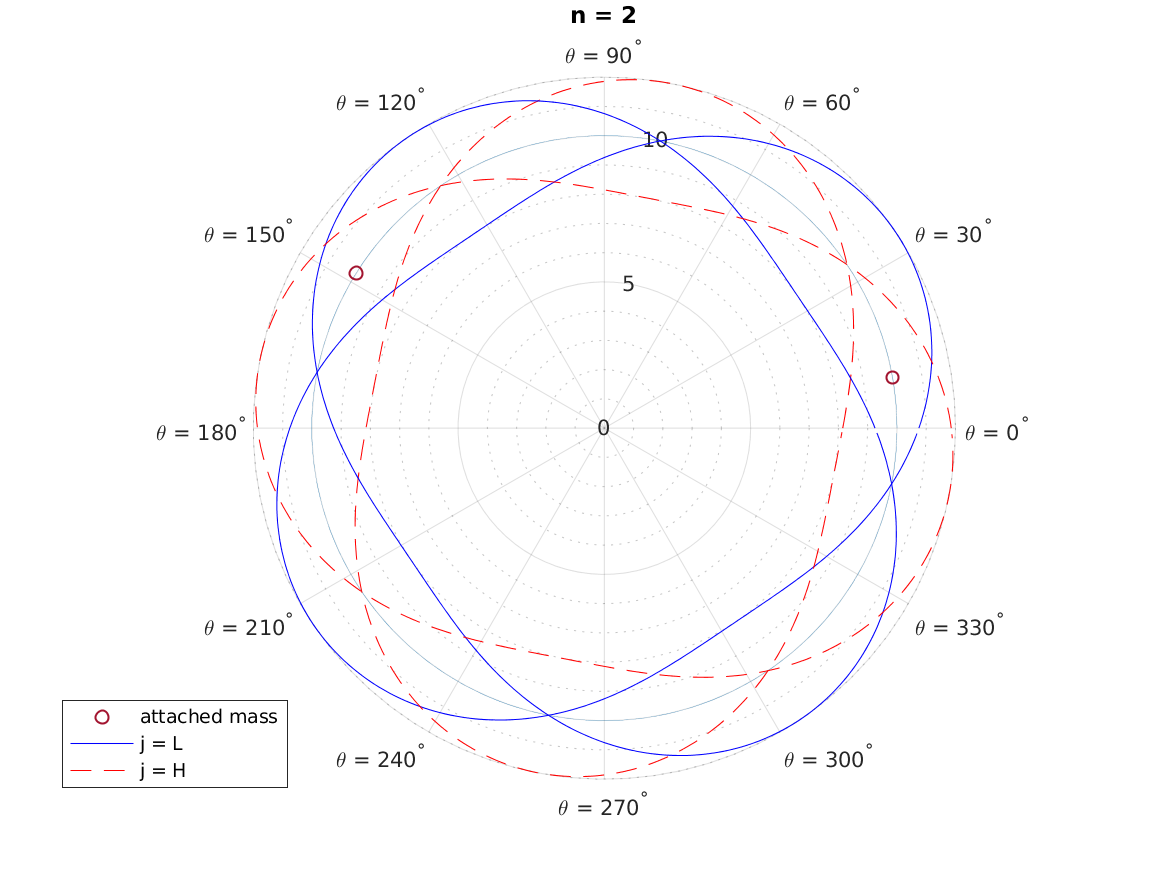 n = 2
θ = 90°
θ = 120°
θ = 60°
10
θ = 150°
θ = 30°
5
θ = 180°
0
θ = 0°
θ = 210°
θ = 330°
θ = 240°
θ = 300°
θ = 270°
attached mass
j = L
j = H